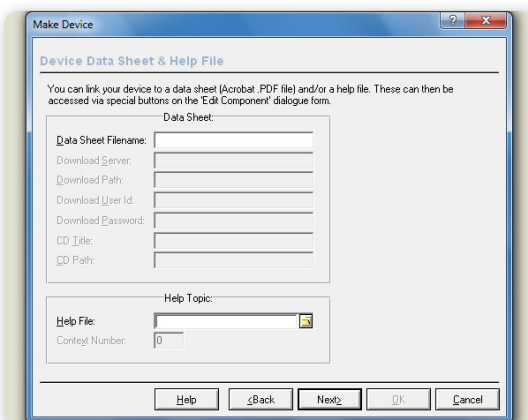 Make Device
Device Data Sheet & Help File
You can link your device to a data sheet (Acrobat .PDF file) and/or a help file. These can then be
accessed via special buttons on the 'Edit Component' dialogue form.
Data Sheet:
Data Sheet Filename:
Download Server:
Download Path:
Download User Id:
Download Password:
CD Title:
CD Path:
Help Topic:
Help File:
Context Number: 0
Help <Back Next> OK Cancel